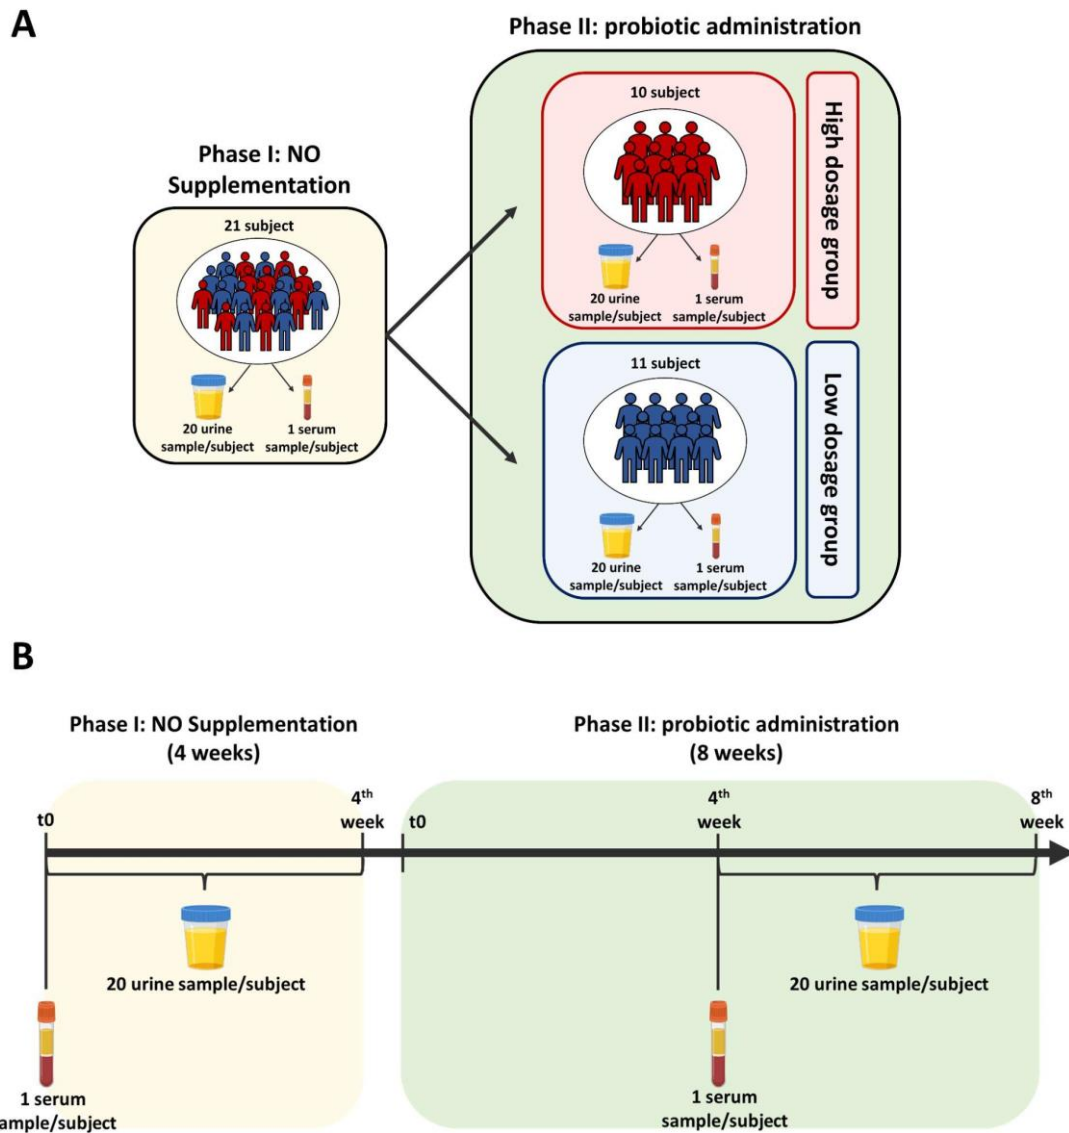 A
Phase II: probiotic administration
Phase I: NO
Supplementation
21 subject
20 urine
sample/subject
1 serum
sample/subject
10 subject
20 urine
sample/subject
1 serum
sample/subject
High dosage group
11 subject
20 urine
sample/subject
1 serum
sample/subject
Low dosage group
B
Phase I: NO Supplementation
(4 weeks)
Phase II: probiotic administration
(8 weeks)
t0
4th
week
t0
4th
week
8th
week
20 urine sample/subject
20 urine sample/subject
1 serum
ample/subject
1 serum
sample/subject